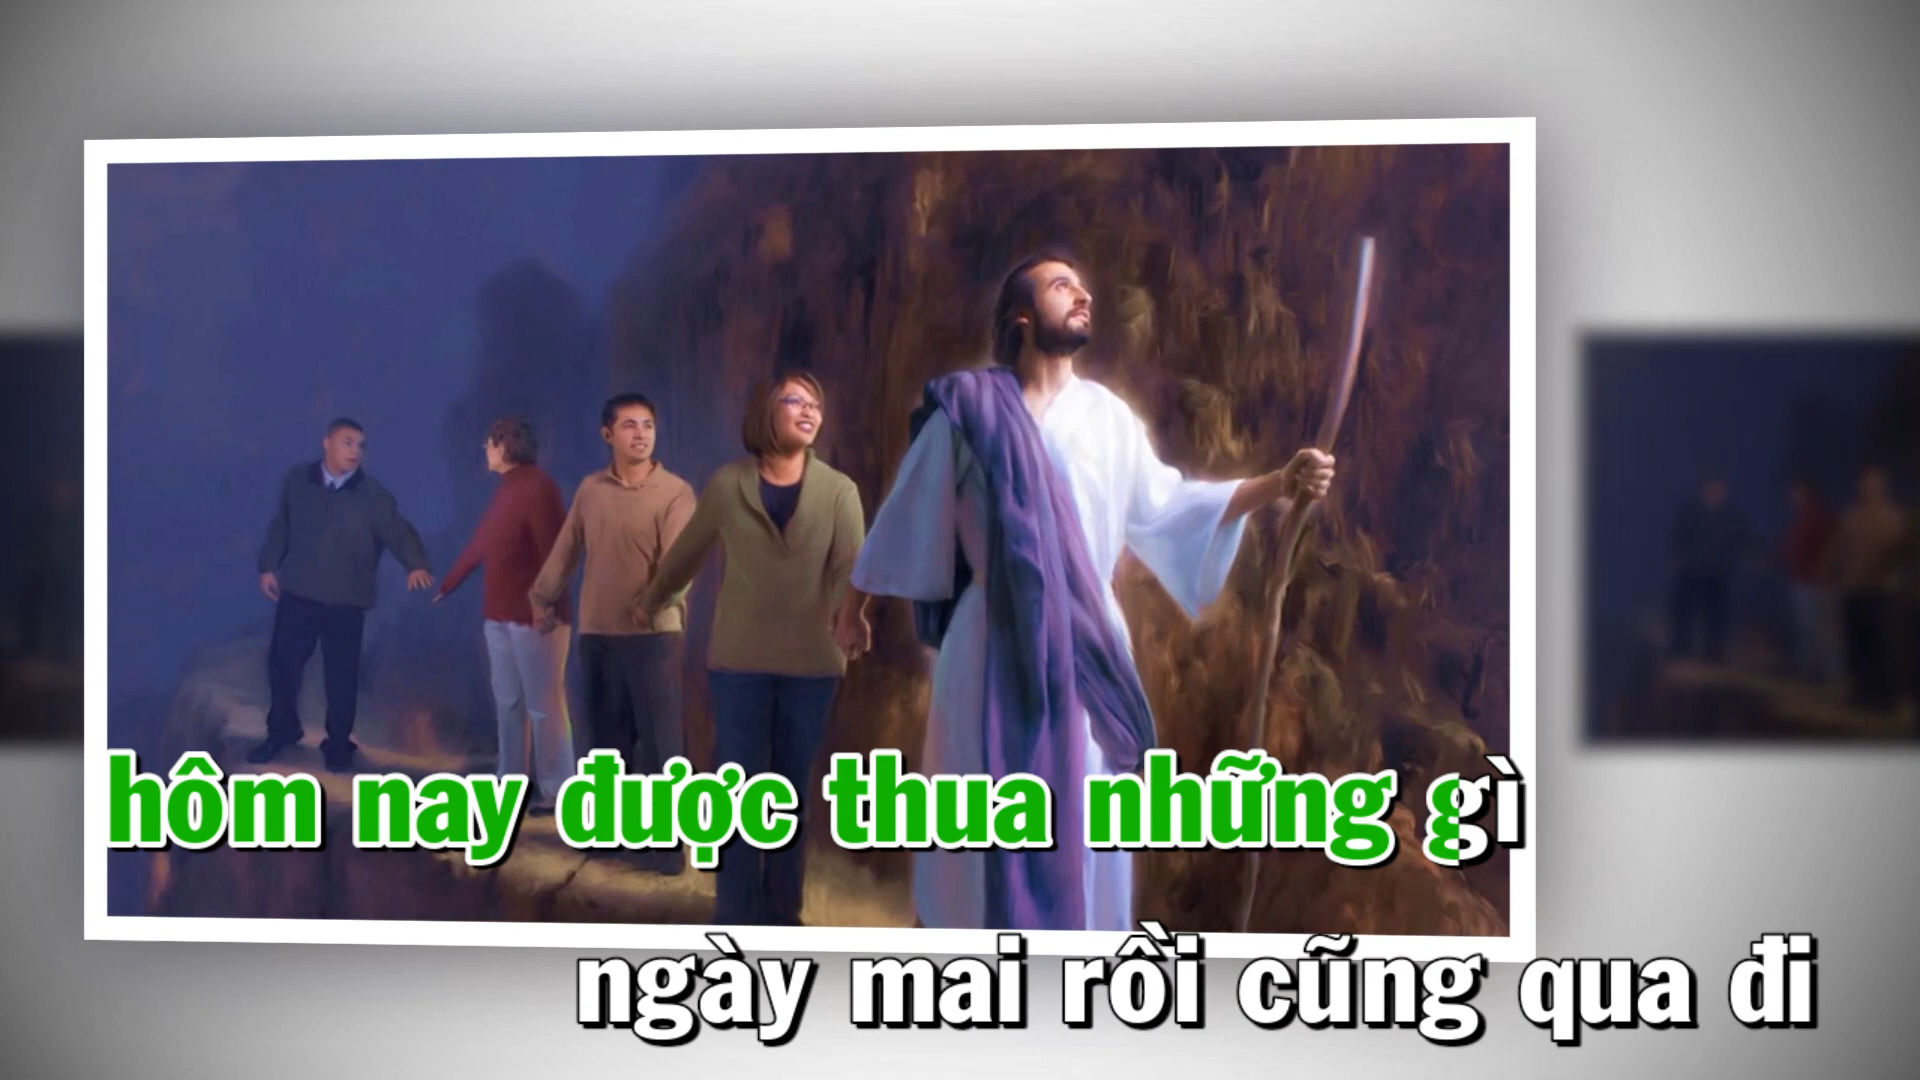 hôm nay được thua những gì
ngày mai rồi cũng qua đi